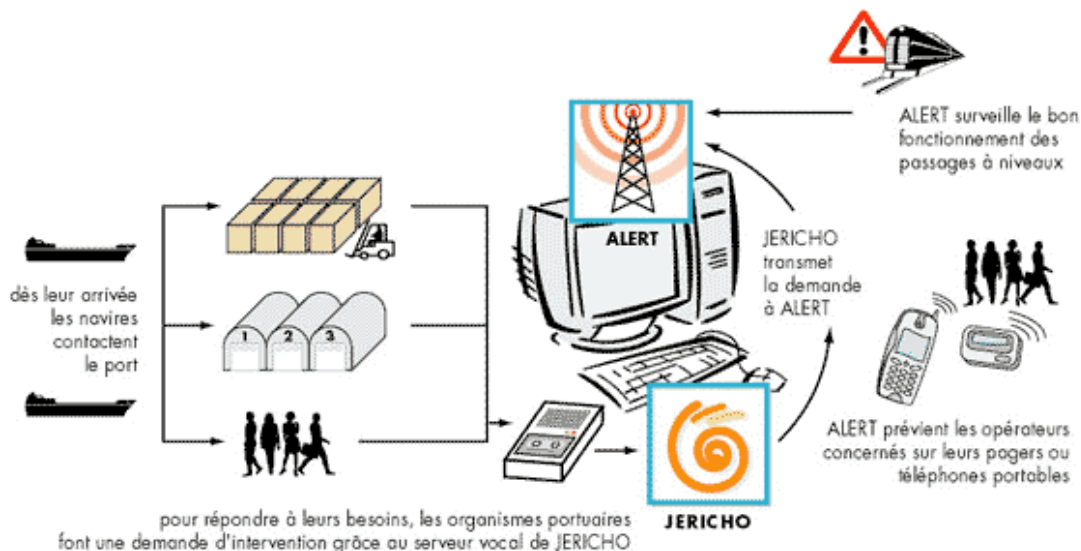 ALERT surveille le bon
fonctionnement des
passages à niveaux
ALERT
JERICHO
transmet
la demande
à ALERT
dès leur arrivée
les navires
contactent
le port
1 2 3
ALERT prévient les opérateurs
concernés sur leurs pagers ou
téléphones portables
JERICHO
pour répondre à leurs besoins, les organismes portuaires
font une demande d'intervention grâce au serveur vocal de JERICHO